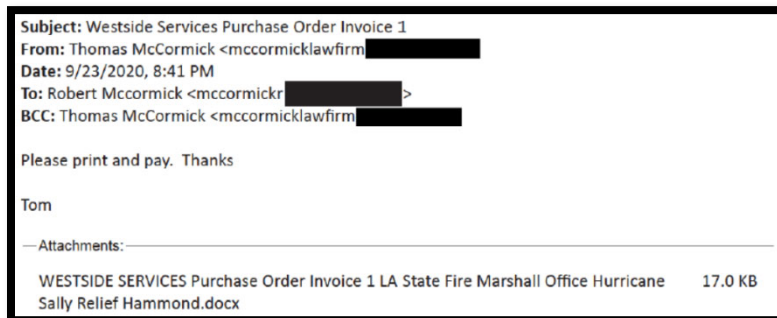 Subject: Westside Services Purchase Order Invoice 1
From: Thomas McCormick <mccormicklawfirm
Date: 9/23/2020, 8:41 PM
To: Robert Mccormick <mccormickr >
BCC: Thomas McCormick <mccormicklawfirm
Please print and pay. Thanks
Tom
Attachments:
WESTSIDE SERVICES Purchase Order Invoice 1 LA State Fire Marshall Office Hurricane 17.0 KB
Sally Relief Hammond.docx